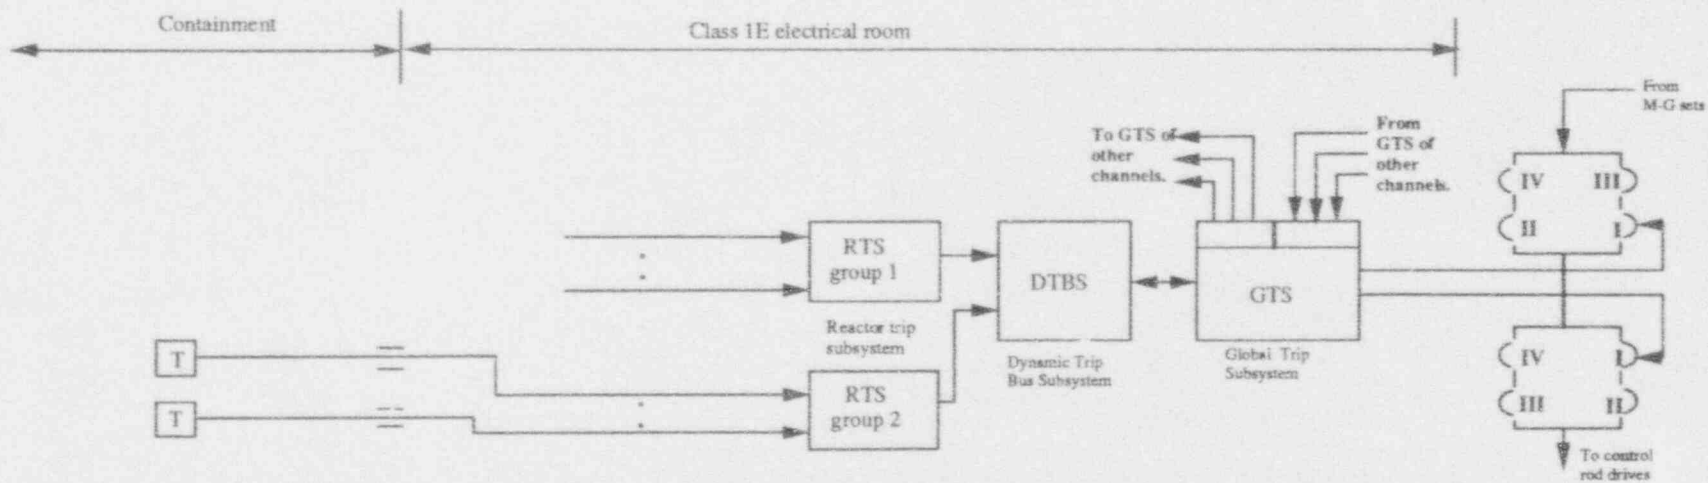 Containment
Class 1E electrical room
From
M-G sets
To GTS of
other
channels.
From
GTS of
other
channels.
IV III
II I
RTS
group 1
DTBS
GTS
Reactor trip
subsystem
Dynamic Trip
Bus Subsystem
Global Trip
Subsystem
T
T
RTS
group 2
IV I
III II
To control
rod drives